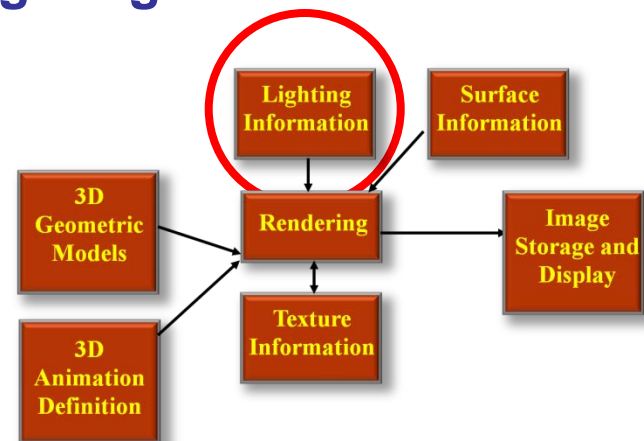 Lighting
Information
Surface
Information
3D
Geometric
Models
Rendering
Image
Storage and
Display
Texture
Information
3D
Animation
Definition